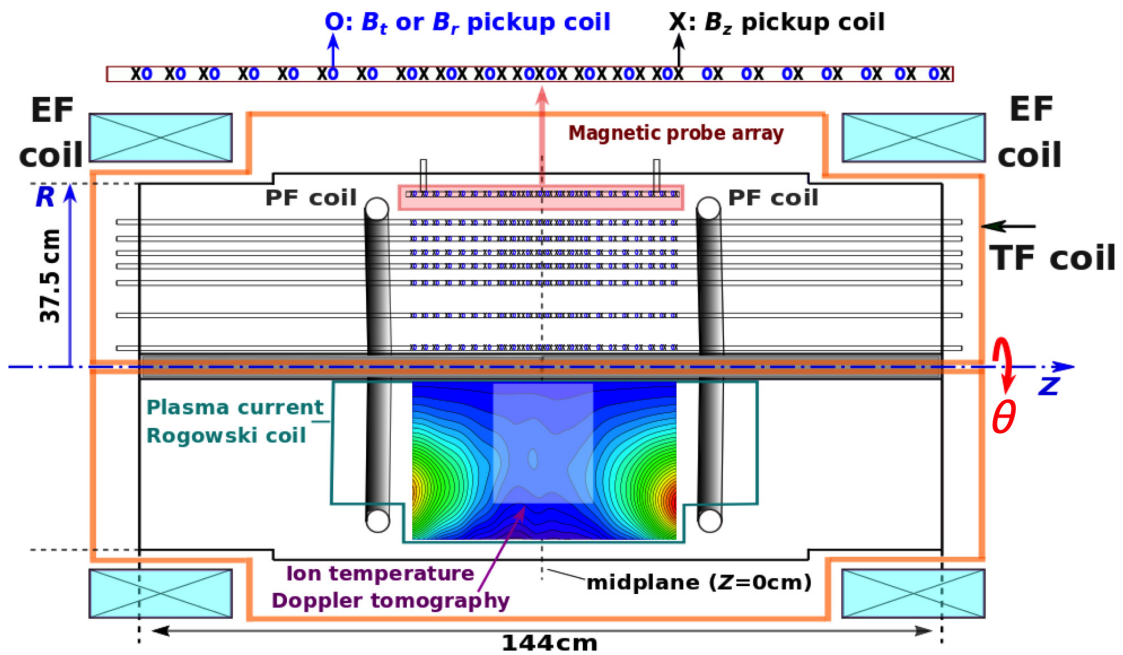 O: Bt or Br pickup coil
X: Bz pickup coil
XO XO XO XO XO XO XO XOX XOX XOX XOXOX XOX XOX XOX OX OX OX OX OX OX OX
EF
coil
Magnetic probe array
EF
coil
R
PF coil
PF coil
TF coil
37.5 cm
Z
θ
Plasma current
Rogowski coil
Ion temperature
Doppler tomography
midplane (Z=0cm)
144cm